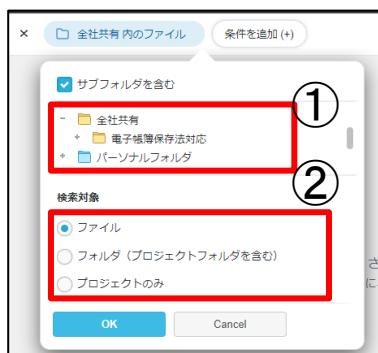 × 全社共有 内のファイル 条件を追加 (+)
サブフォルダを含む
①
− 全社共有
+ 電子帳簿保存法対応
+ パーソナルフォルダ
②
検索対象
ファイル
フォルダ（プロジェクトフォルダを含む）
プロジェクトのみ
さ
に
OK Cancel